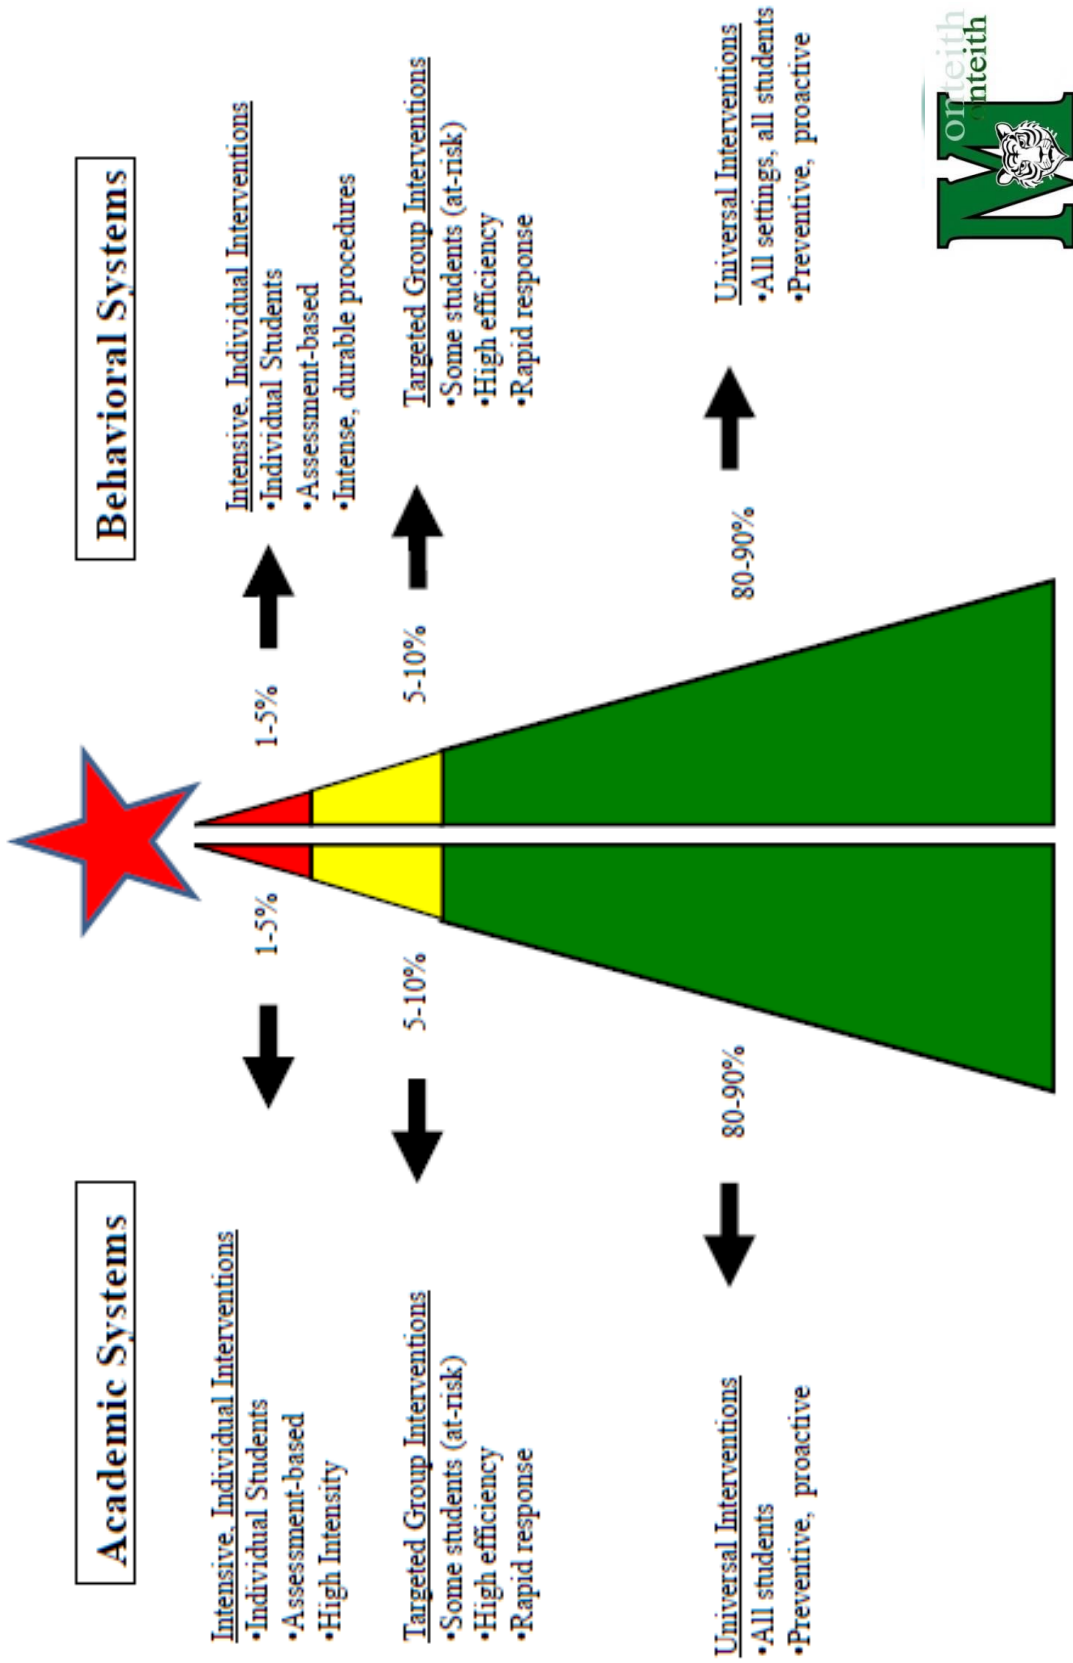 Academic Systems
Behavioral Systems
Intensive, Individual Interventions
•Individual Students
•Assessment-based
•High Intensity
1-5%
1-5%
Intensive, Individual Interventions
•Individual Students
•Assessment-based
•Intense, durable procedures
Targeted Group Interventions
•Some students (at-risk)
•High efficiency
•Rapid response
5-10%
5-10%
Targeted Group Interventions
•Some students (at-risk)
•High efficiency
•Rapid response
Universal Interventions
•All students
•Preventive, proactive
80-90%
80-90%
Universal Interventions
•All settings, all students
•Preventive, proactive
M
onteith
onteith